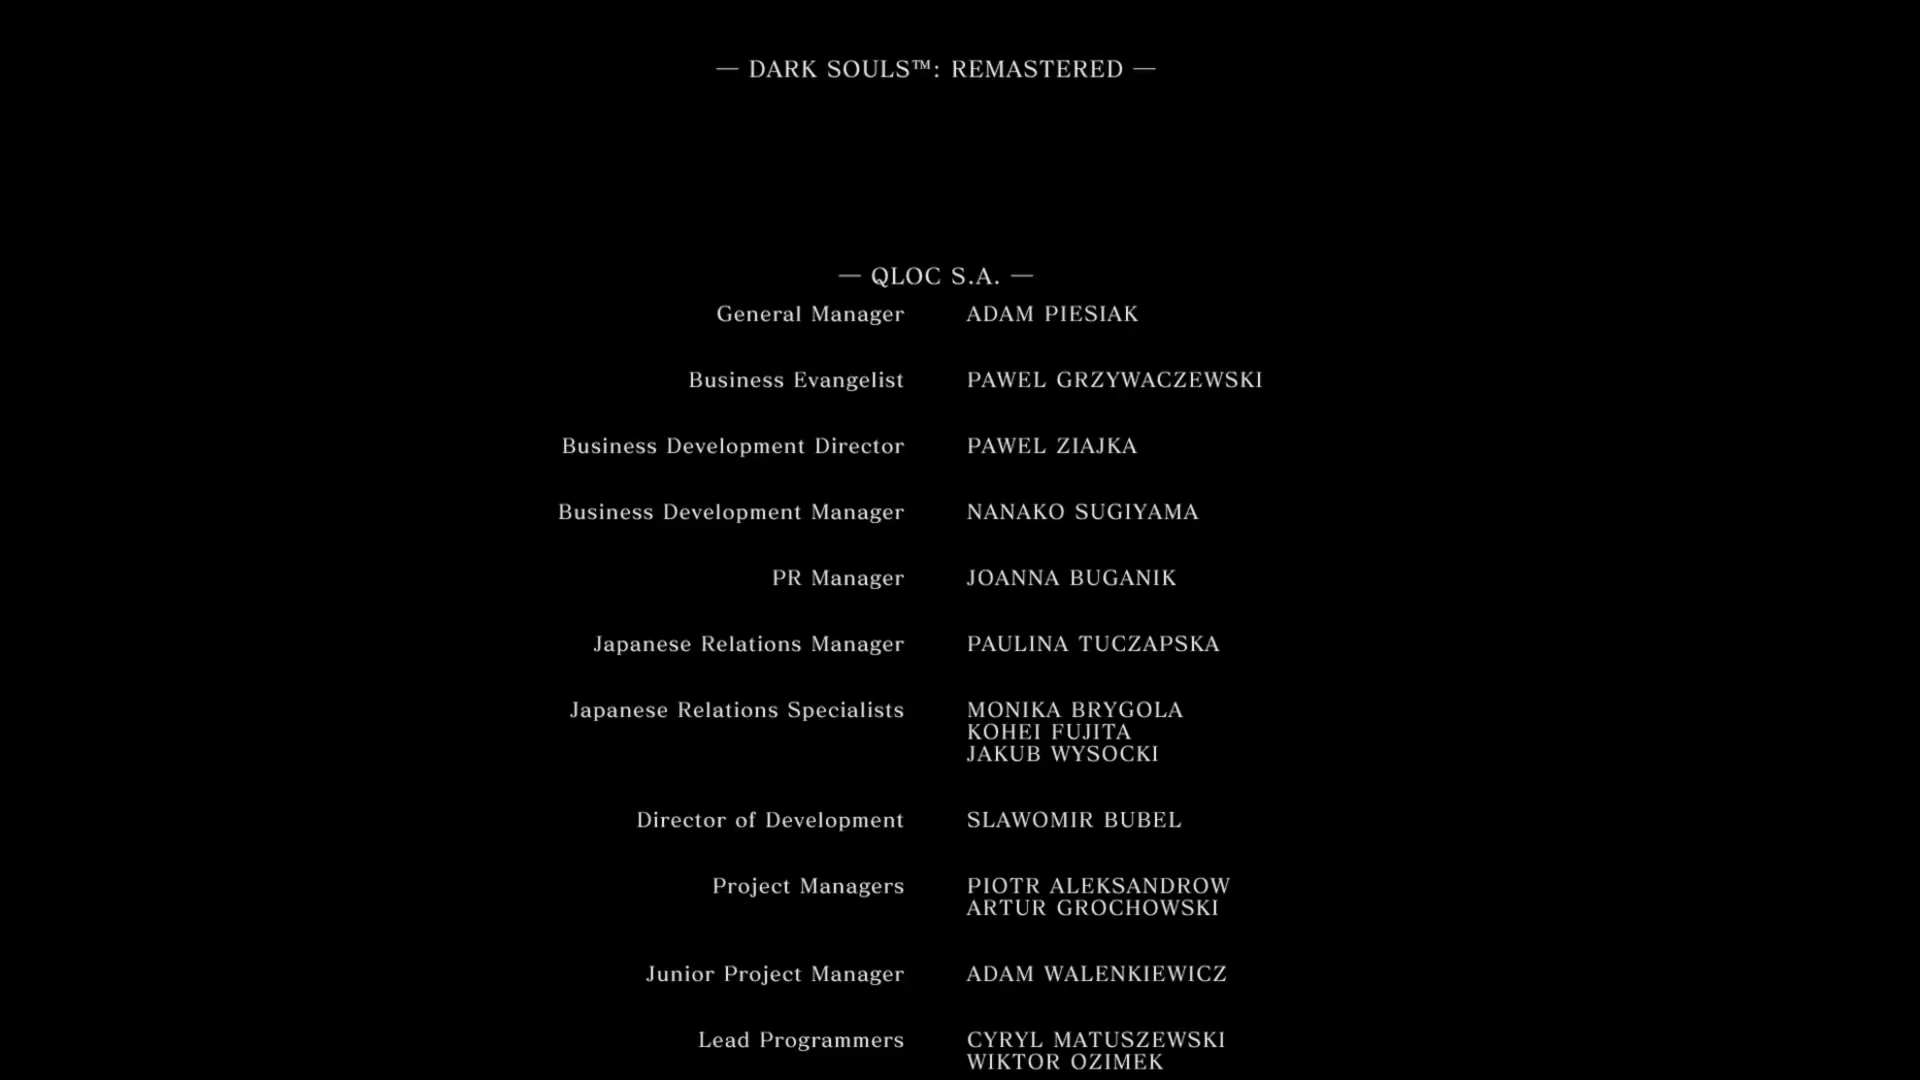 — DARK SOULS™: REMASTERED —
— QLOC S.A. —
General Manager ADAM PIESIAK
Business Evangelist PAWEL GRZYWACZEWSKI
Business Development Director PAWEL ZIAJKA
Business Development Manager NANAKO SUGIYAMA
PR Manager JOANNA BUGANIK
Japanese Relations Manager PAULINA TUCZAPSKA
Japanese Relations Specialists MONIKA BRYGOLA
KOHEI FUJITA
JAKUB WYSOCKI
Director of Development SLAWOMIR BUBEL
Project Managers PIOTR ALEKSANDROW
ARTUR GROCHOWSKI
Junior Project Manager ADAM WALENKIEWICZ
Lead Programmers CYRYL MATUSZEWSKI
WIKTOR OZIMEK